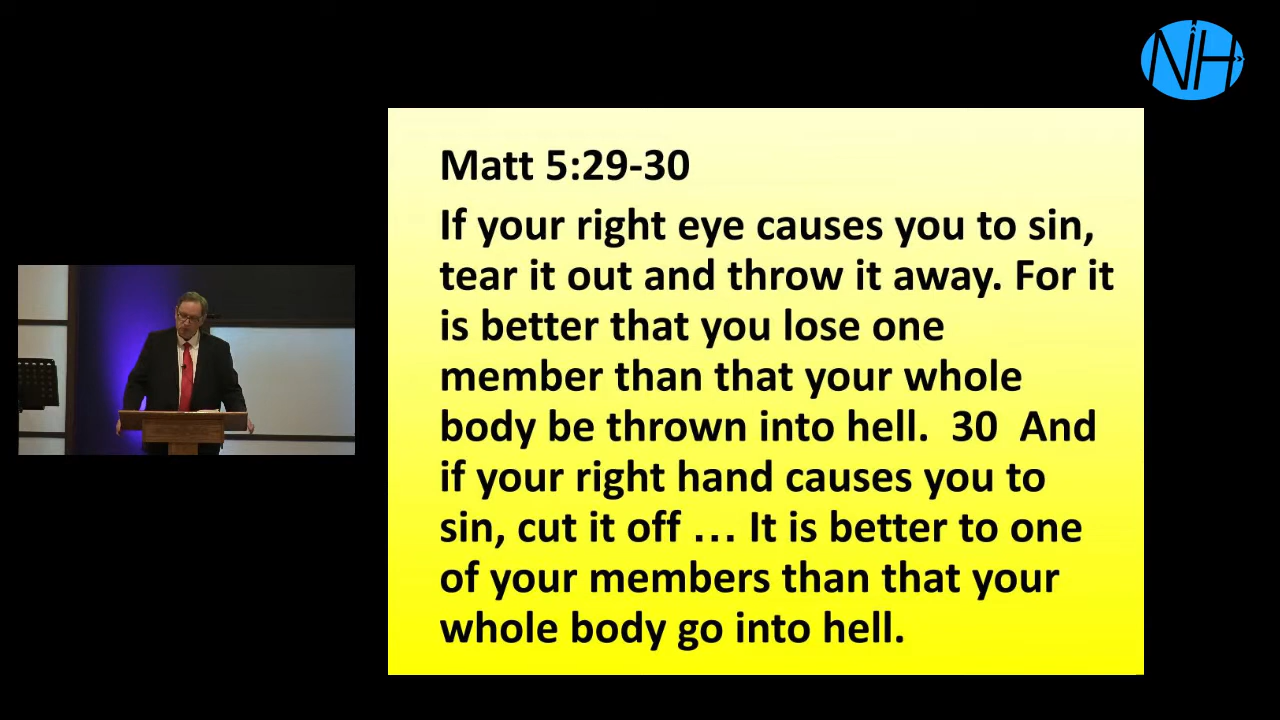 NH
Matt 5:29-30
If your right eye causes you to sin,
tear it out and throw it away. For it
is better that you lose one
member than that your whole
body be thrown into hell.  30  And
if your right hand causes you to
sin, cut it off … It is better to one
of your members than that your
whole body go into hell.